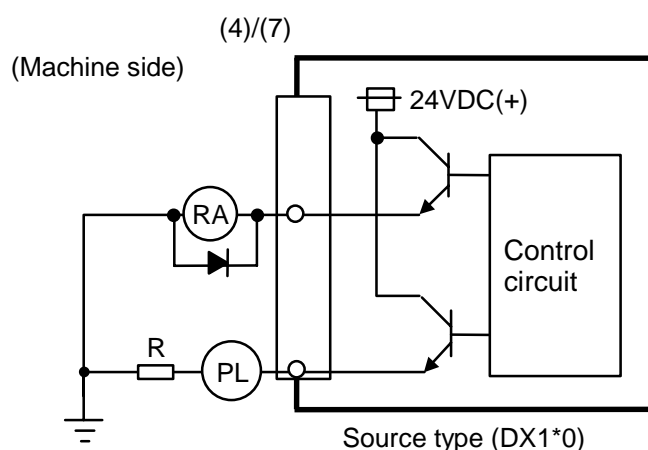 (4)/(7)
(Machine side)
24VDC(+)
RA
Control
circuit
R
PL
Source type (DX1*0)